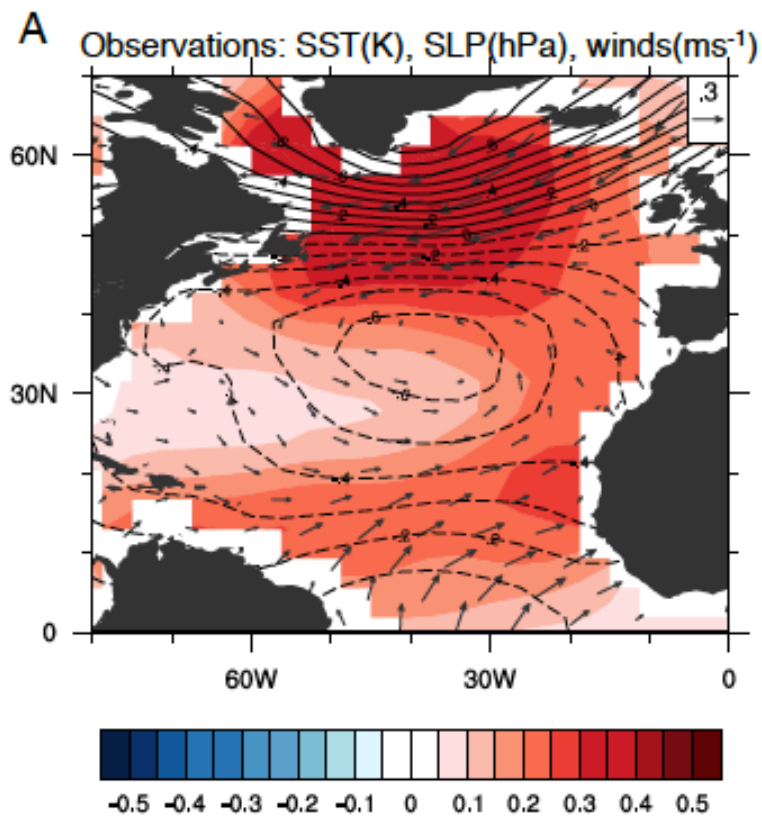 A
Observations: SST(K), SLP(hPa), winds(ms-1)
.3
60N
30N
0
60W
30W
0
-0.5 -0.4 -0.3 -0.2 -0.1 0 0.1 0.2 0.3 0.4 0.5